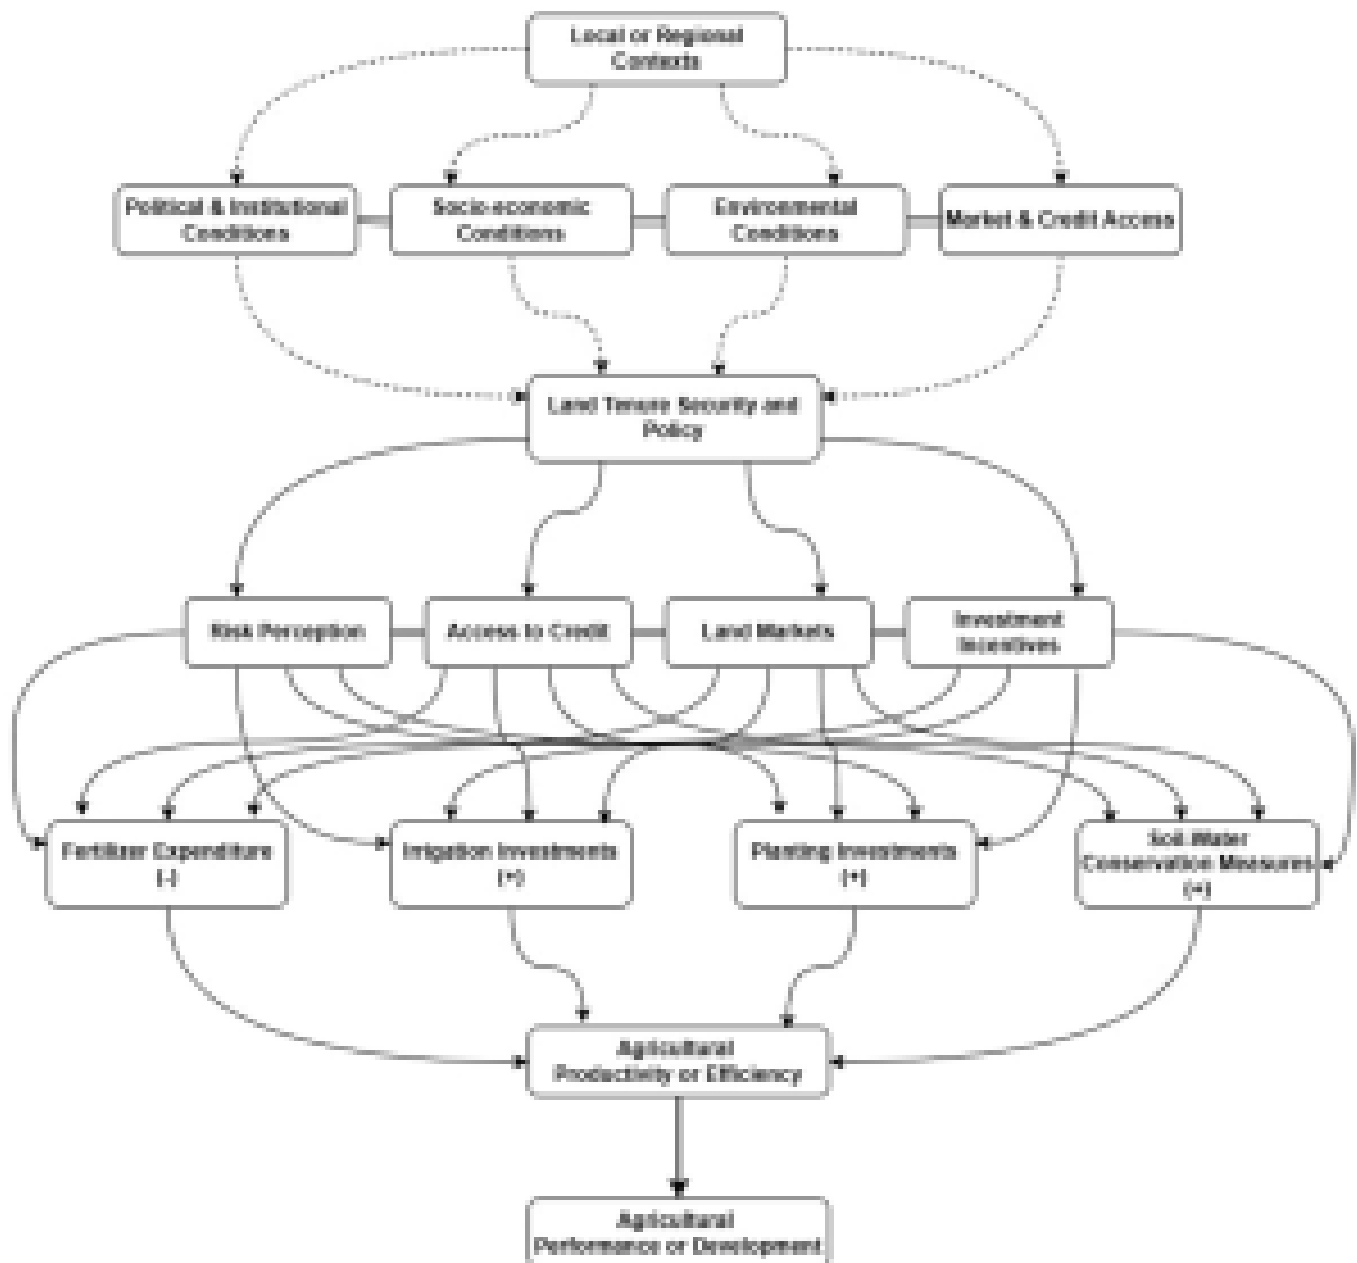 Local or Regional
Contexts
Political & Institutional
Conditions
Socio-economic
Conditions
Environmental
Conditions
Market & Credit Access
Land Tenure Security and
Policy
Risk Perception
Access to Credit
Land Markets
Investment
Incentives
Fertilizer Expenditure
(-)
Irrigation Investments
(+)
Planting Investments
(+)
Soil-Water
Conservation Measures
(+)
Agricultural
Productivity or Efficiency
Agricultural
Performance or Development